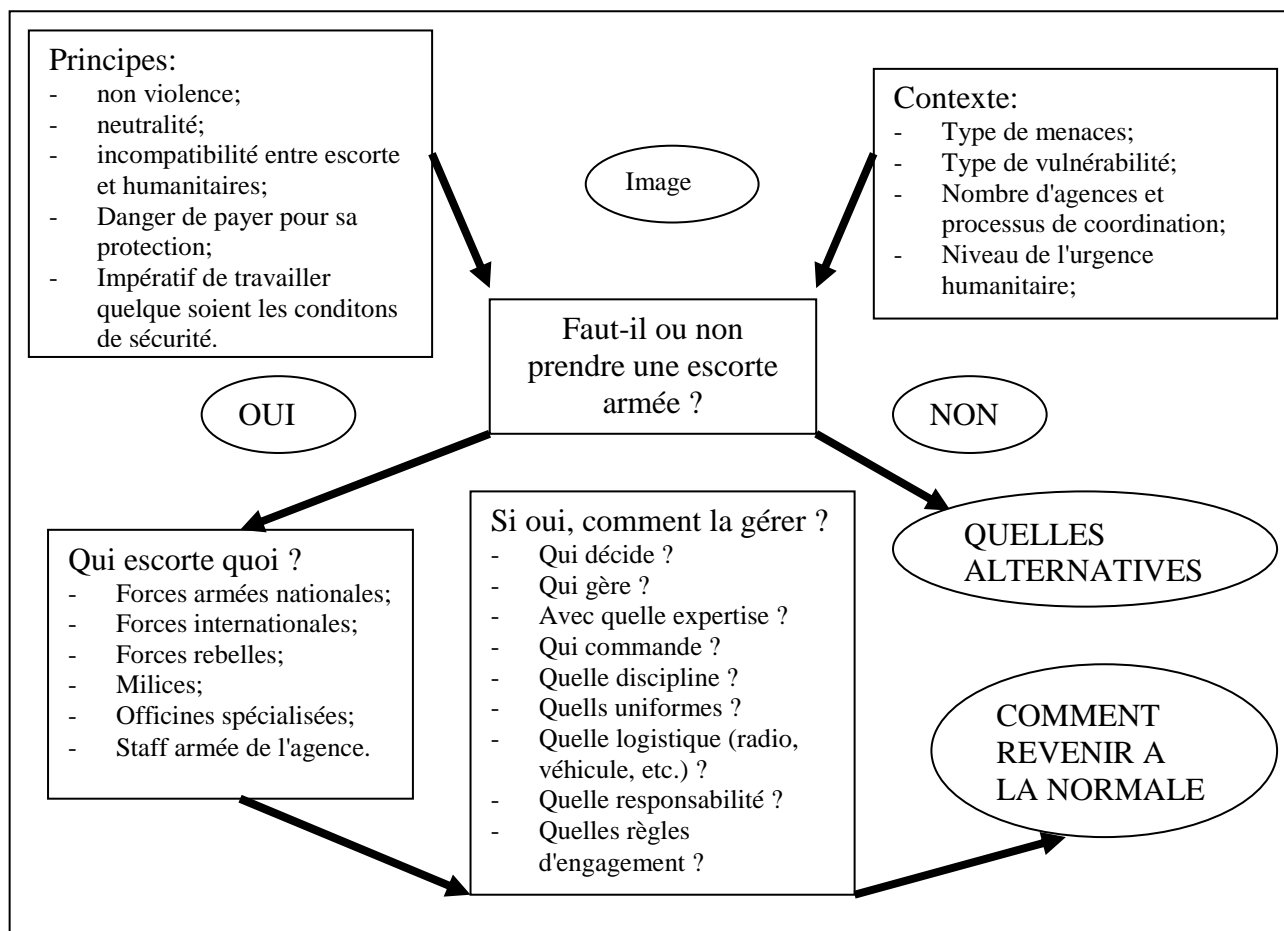 Principes:
- non violence;
- neutralité;
- incompatibilité entre escorte
et humanitaires;
- Danger de payer pour sa
protection;
- Impératif de travailler
quelque soient les conditons
de sécurité.
Image
Contexte:
- Type de menaces;
- Type de vulnérabilité;
- Nombre d'agences et
processus de coordination;
- Niveau de l'urgence
humanitaire;
Faut-il ou non
prendre une escorte
armée ?
OUI
NON
Qui escorte quoi ?
- Forces armées nationales;
- Forces internationales;
- Forces rebelles;
- Milices;
- Officines spécialisées;
- Staff armée de l'agence.
Si oui, comment la gérer ?
- Qui décide ?
- Qui gère ?
- Avec quelle expertise ?
- Qui commande ?
- Quelle discipline ?
- Quells uniformes ?
- Quelle logistique (radio,
véhicule, etc.) ?
- Quelle responsabilité ?
- Quelles règles
d'engagement ?
QUELLES
ALTERNATIVES
COMMENT
REVENIR A
LA NORMALE